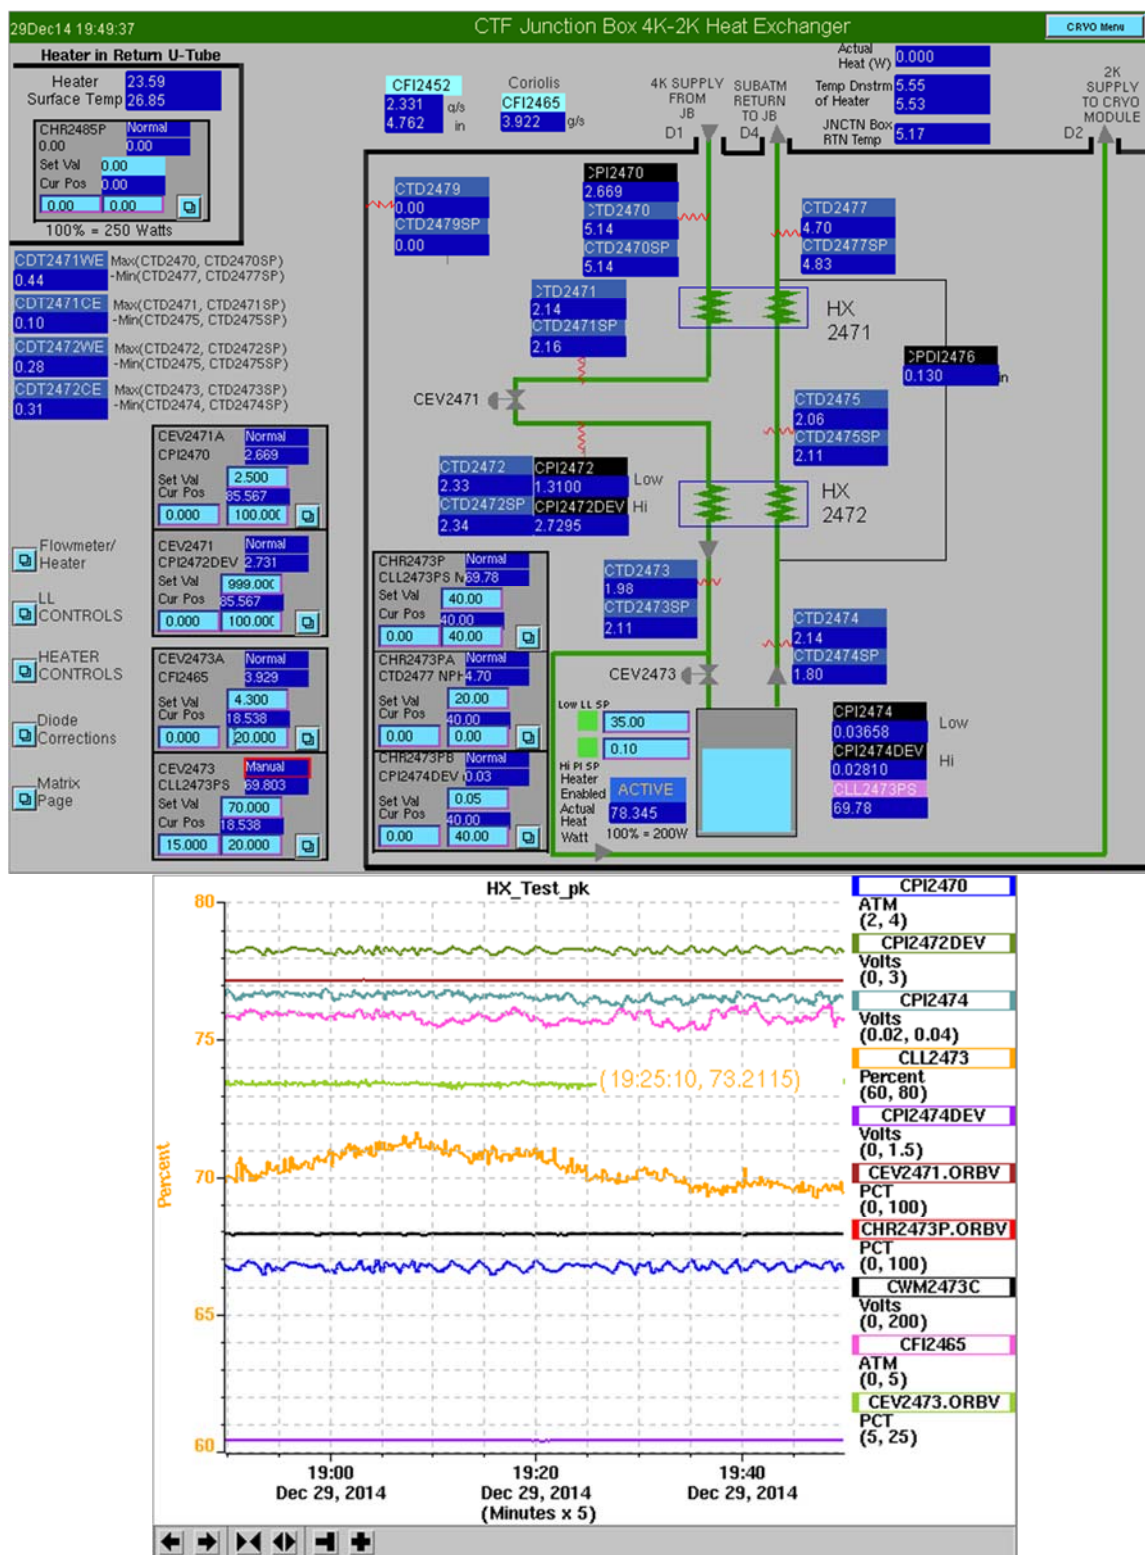 29Dec14 19:49:37
CTF Junction Box 4K-2K Heat Exchanger
CRYO Menu
Heater in Return U-Tube
Heater 23.59
Surface Temp 26.85
CHR2485P Normal
0.00 0.00
Set Val 0.00
Cur Pos 0.00
0.00 0.00
100% = 250 Watts
CFI2452
2.331 g/s
4.762 in
Coriolis
CFI2465
3.922 g/s
4K SUPPLY
FROM
JB
D1
SUBATM
RETURN
TO JB
D4
Actual
Heat (W) 0.000
Temp Dnstrm 5.55
of Heater 5.53
JNCTN Box
RTN Temp 5.17
2K
SUPPLY
TO CRYO
MODULE
D2
CDT2471WE Max(CTD2470, CTD2470SP)
0.44 -Min(CTD2477, CTD2477SP)
CDT2471CE Max(CTD2471, CTD2471SP)
0.10 -Min(CTD2475, CTD2475SP)
CDT2472WE Max(CTD2472, CTD2472SP)
0.28 -Min(CTD2475, CTD2475SP)
CDT2472CE Max(CTD2473, CTD2473SP)
0.31 -Min(CTD2474, CTD2474SP)
CTD2479
0.00
CTD2479SP
0.00
CPI2470
2.669
CTD2470
5.14
CTD2470SP
5.14
CTD2477
4.70
CTD2477SP
4.83
CTD2471
2.14
CTD2471SP
2.16
HX
2471
CPDI2476
0.130 in
CEV2471
CTD2475
2.06
CTD2475SP
2.11
CTD2472 CPI2472
2.33 1.3100 Low
CTD2472SP CPI2472DEV Hi
2.34 2.7295
HX
2472
CEV2471A Normal
CPI2470 2.669
Set Val 2.500
Cur Pos 85.567
0.000 100.000
CEV2471 Normal
CPI2472DEV 2.731
Set Val 999.000
Cur Pos 85.567
0.000 100.000
CEV2473A Normal
CFI2465 3.929
Set Val 4.300
Cur Pos 18.538
0.000 20.000
CEV2473 Manual
CLL2473PS 69.803
Set Val 70.000
Cur Pos 18.538
15.000 20.000
Flowmeter/
Heater
LL
CONTROLS
HEATER
CONTROLS
Diode
Corrections
Matrix
Page
CHR2473P Normal
CLL2473PS N 69.78
Set Val 40.00
Cur Pos 40.00
0.00 40.00
CHR2473PA Normal
CTD2477 NPH 4.70
Set Val 20.00
Cur Pos 40.00
0.00 0.00
CHR2473PB Normal
CPI2474DEV 0.03
Set Val 0.05
Cur Pos 40.00
0.00 40.00
CTD2473
1.98
CTD2473SP
2.11
CTD2474
2.14
CTD2474SP
1.80
CEV2473
Low LL SP
35.00
0.10
Hi PI SP
Heater
Enabled ACTIVE
Actual
Heat 78.345
Watt 100% = 200W
CPI2474
0.03658 Low
CPI2474DEV
0.02810 Hi
CLL2473PS
69.78
HX_Test_pk
80
75
70
65
60
Percent
(19:25:10, 73.2115)
19:00 19:20 19:40
Dec 29, 2014 Dec 29, 2014 Dec 29, 2014
(Minutes x 5)
CPI2470
ATM
(2, 4)
CPI2472DEV
Volts
(0, 3)
CPI2474
Volts
(0.02, 0.04)
CLL2473
Percent
(60, 80)
CPI2474DEV
Volts
(0, 1.5)
CEV2471.ORBV
PCT
(0, 100)
CHR2473P.ORBV
PCT
(0, 100)
CWM2473C
Volts
(0, 200)
CFI2465
ATM
(0, 5)
CEV2473.ORBV
PCT
(5, 25)